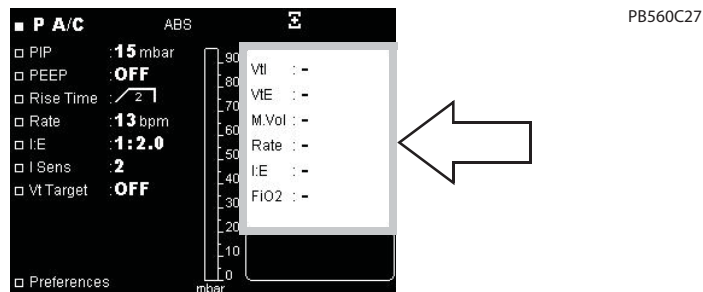 PB560C27
P A/C ABS
PIP :15 mbar
PEEP :OFF
Rise Time : 2
Rate :13 bpm
I:E :1:2.0
I Sens :2
Vt Target :OFF
Preferences
90
80
70
60
50
40
30
20
10
0
mbar
VtI : -
VtE : -
M.Vol : -
Rate : -
I:E : -
FiO2 : -